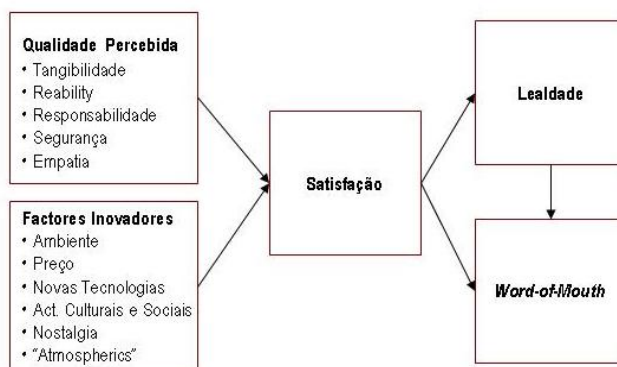 Qualidade Percebida
• Tangibilidade
• Reability
• Responsabilidade
• Segurança
• Empatia
Factores Inovadores
• Ambiente
• Preço
• Novas Tecnologias
• Act. Culturais e Sociais
• Nostalgia
• "Atmospherics"
Satisfação
Lealdade
Word-of-Mouth